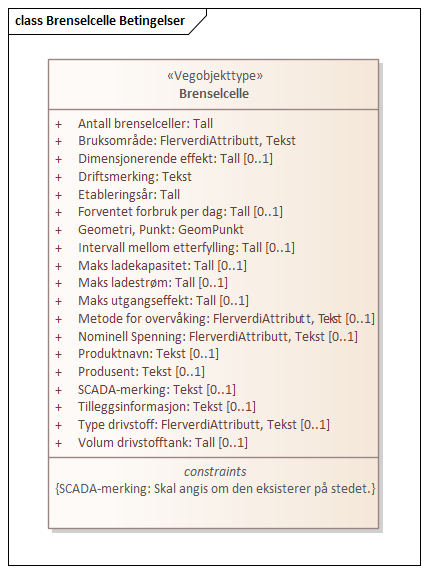 class Brenselcelle Betingelser
«Vegobjekttype»
Brenselcelle
+ Antall brenselceller: Tall
+ Bruksområde: FlerverdiAttributt, Tekst
+ Dimensjonerende effekt: Tall [0..1]
+ Driftsmerking: Tekst
+ Etableringsår: Tall
+ Forventet forbruk per dag: Tall [0..1]
+ Geometri, Punkt: GeomPunkt
+ Intervall mellom etterfylling: Tall [0..1]
+ Maks ladekapasitet: Tall [0..1]
+ Maks ladestrøm: Tall [0..1]
+ Maks utgangseffekt: Tall [0..1]
+ Metode for overvåking: FlerverdiAttributt, Tekst [0..1]
+ Nominell Spenning: FlerverdiAttributt, Tekst [0..1]
+ Produktnavn: Tekst [0..1]
+ Produsent: Tekst [0..1]
+ SCADA-merking: Tekst [0..1]
+ Tilleggsinformasjon: Tekst [0..1]
+ Type drivstoff: FlerverdiAttributt, Tekst [0..1]
+ Volum drivstofftank: Tall [0..1]
constraints
{SCADA-merking: Skal angis om den eksisterer på stedet.}